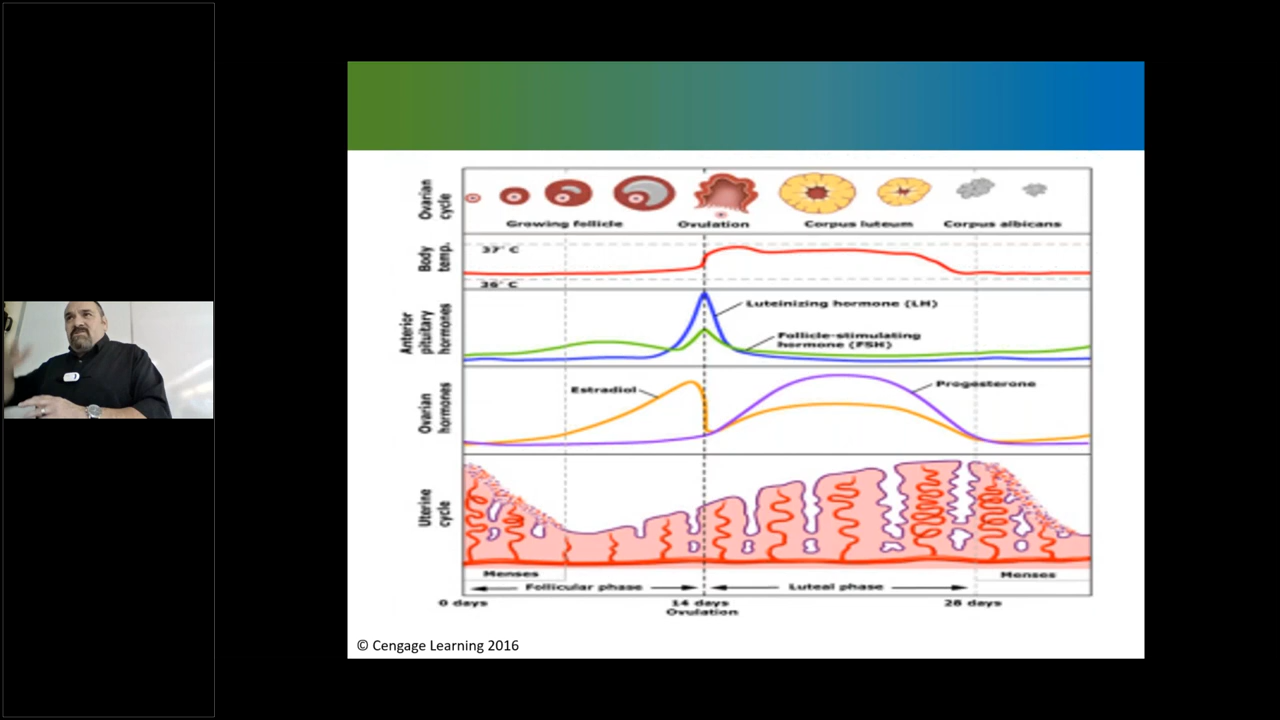 Ovarian
cycle
Growing follicle
Ovulation
Corpus luteum
Corpus albicans
Body
temp.
37° C
36° C
Anterior
pituitary
hormones
Luteinizing hormone (LH)
Follicle-stimulating
hormone (FSH)
Ovarian
hormones
Estradiol
Progesterone
Uterine
cycle
Menses
Menses
Follicular phase
Luteal phase
0 days
14 days
Ovulation
28 days
© Cengage Learning 2016